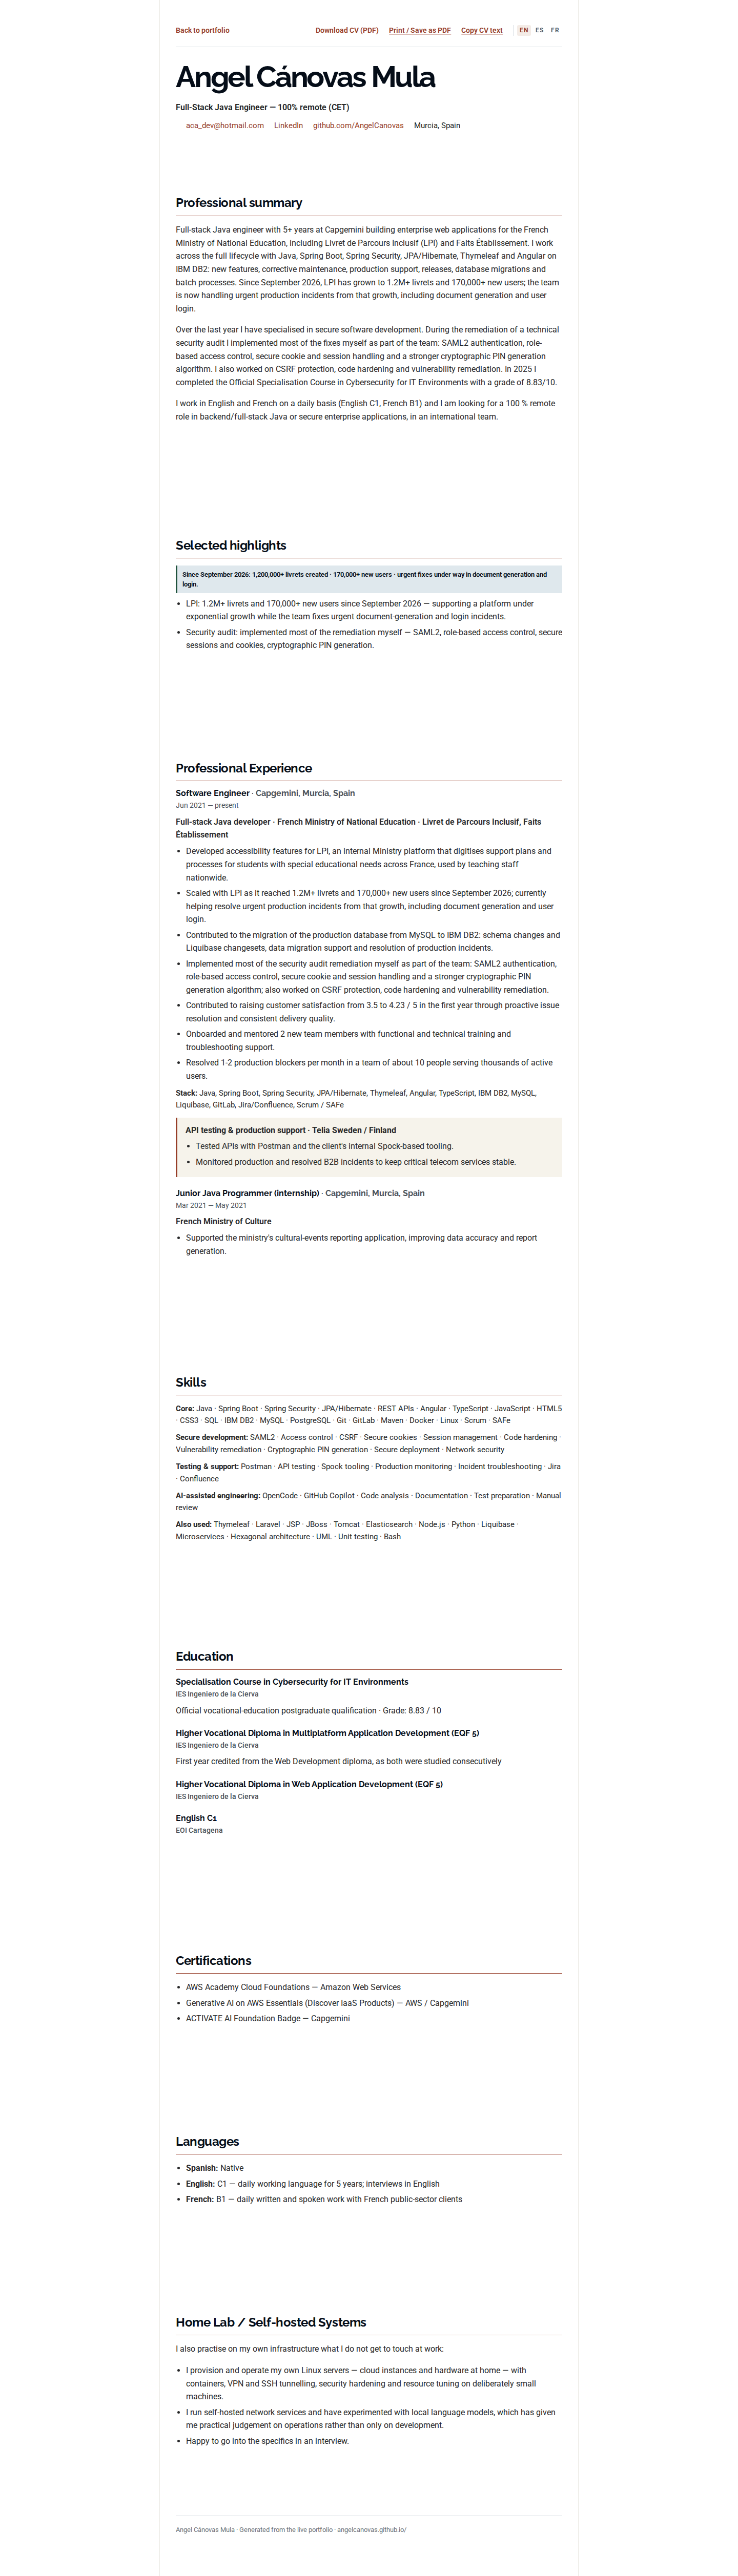 Back to portfolio
Download CV (PDF) Print / Save as PDF Copy CV text EN ES FR
Angel Cánovas Mula
Full-Stack Java Engineer — 100% remote (CET)
aca_dev@hotmail.com LinkedIn github.com/AngelCanovas Murcia, Spain
Professional summary
Full-stack Java engineer with 5+ years at Capgemini building enterprise web applications for the French
Ministry of National Education, including Livret de Parcours Inclusif (LPI) and Faits Établissement. I work
across the full lifecycle with Java, Spring Boot, Spring Security, JPA/Hibernate, Thymeleaf and Angular on
IBM DB2: new features, corrective maintenance, production support, releases, database migrations and
batch processes. Since September 2026, LPI has grown to 1.2M+ livrets and 170,000+ new users; the team
is now handling urgent production incidents from that growth, including document generation and user
login.
Over the last year I have specialised in secure software development. During the remediation of a technical
security audit I implemented most of the fixes myself as part of the team: SAML2 authentication, role-
based access control, secure cookie and session handling and a stronger cryptographic PIN generation
algorithm. I also worked on CSRF protection, code hardening and vulnerability remediation. In 2025 I
completed the Official Specialisation Course in Cybersecurity for IT Environments with a grade of 8.83/10.
I work in English and French on a daily basis (English C1, French B1) and I am looking for a 100 % remote
role in backend/full-stack Java or secure enterprise applications, in an international team.
Selected highlights
Since September 2026: 1,200,000+ livrets created · 170,000+ new users · urgent fixes under way in document generation and
login.
• LPI: 1.2M+ livrets and 170,000+ new users since September 2026 — supporting a platform under
exponential growth while the team fixes urgent document-generation and login incidents.
• Security audit: implemented most of the remediation myself — SAML2, role-based access control, secure
sessions and cookies, cryptographic PIN generation.
Professional Experience
Software Engineer · Capgemini, Murcia, Spain
Jun 2021 — present
Full-stack Java developer · French Ministry of National Education · Livret de Parcours Inclusif, Faits
Établissement
• Developed accessibility features for LPI, an internal Ministry platform that digitises support plans and
processes for students with special educational needs across France, used by teaching staff
nationwide.
• Scaled with LPI as it reached 1.2M+ livrets and 170,000+ new users since September 2026; currently
helping resolve urgent production incidents from that growth, including document generation and user
login.
• Contributed to the migration of the production database from MySQL to IBM DB2: schema changes and
Liquibase changesets, data migration support and resolution of production incidents.
• Implemented most of the security audit remediation myself as part of the team: SAML2 authentication,
role-based access control, secure cookie and session handling and a stronger cryptographic PIN
generation algorithm; also worked on CSRF protection, code hardening and vulnerability remediation.
• Contributed to raising customer satisfaction from 3.5 to 4.23 / 5 in the first year through proactive issue
resolution and consistent delivery quality.
• Onboarded and mentored 2 new team members with functional and technical training and
troubleshooting support.
• Resolved 1-2 production blockers per month in a team of about 10 people serving thousands of active
users.
Stack: Java, Spring Boot, Spring Security, JPA/Hibernate, Thymeleaf, Angular, TypeScript, IBM DB2, MySQL,
Liquibase, GitLab, Jira/Confluence, Scrum / SAFe
API testing & production support · Telia Sweden / Finland
• Tested APIs with Postman and the client's internal Spock-based tooling.
• Monitored production and resolved B2B incidents to keep critical telecom services stable.
Junior Java Programmer (internship) · Capgemini, Murcia, Spain
Mar 2021 — May 2021
French Ministry of Culture
• Supported the ministry's cultural-events reporting application, improving data accuracy and report
generation.
Skills
Core: Java · Spring Boot · Spring Security · JPA/Hibernate · REST APIs · Angular · TypeScript · JavaScript · HTML5
· CSS3 · SQL · IBM DB2 · MySQL · PostgreSQL · Git · GitLab · Maven · Docker · Linux · Scrum · SAFe
Secure development: SAML2 · Access control · CSRF · Secure cookies · Session management · Code hardening ·
Vulnerability remediation · Cryptographic PIN generation · Secure deployment · Network security
Testing & support: Postman · API testing · Spock tooling · Production monitoring · Incident troubleshooting · Jira
· Confluence
AI-assisted engineering: OpenCode · GitHub Copilot · Code analysis · Documentation · Test preparation · Manual
review
Also used: Thymeleaf · Laravel · JSP · JBoss · Tomcat · Elasticsearch · Node.js · Python · Liquibase ·
Microservices · Hexagonal architecture · UML · Unit testing · Bash
Education
Specialisation Course in Cybersecurity for IT Environments
IES Ingeniero de la Cierva
Official vocational-education postgraduate qualification · Grade: 8.83 / 10
Higher Vocational Diploma in Multiplatform Application Development (EQF 5)
IES Ingeniero de la Cierva
First year credited from the Web Development diploma, as both were studied consecutively
Higher Vocational Diploma in Web Application Development (EQF 5)
IES Ingeniero de la Cierva
English C1
EOI Cartagena
Certifications
• AWS Academy Cloud Foundations — Amazon Web Services
• Generative AI on AWS Essentials (Discover IaaS Products) — AWS / Capgemini
• ACTIVATE AI Foundation Badge — Capgemini
Languages
• Spanish: Native
• English: C1 — daily working language for 5 years; interviews in English
• French: B1 — daily written and spoken work with French public-sector clients
Home Lab / Self-hosted Systems
I also practise on my own infrastructure what I do not get to touch at work:
• I provision and operate my own Linux servers — cloud instances and hardware at home — with
containers, VPN and SSH tunnelling, security hardening and resource tuning on deliberately small
machines.
• I run self-hosted network services and have experimented with local language models, which has given
me practical judgement on operations rather than only on development.
• Happy to go into the specifics in an interview.
Angel Cánovas Mula · Generated from the live portfolio · angelcanovas.github.io/